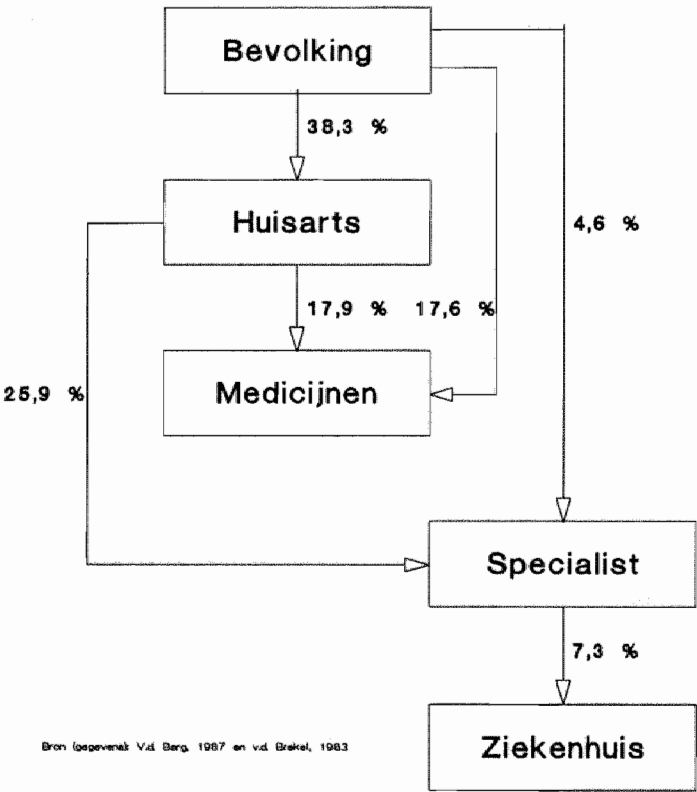 Bevolking
38,3 %
Huisarts
4,6 %
17,9 % 17,6 %
25,9 %
Medicijnen
Specialist
7,3 %
Ziekenhuis
Bron (gegevens): V.d. Berg, 1987 en v.d. Brekel, 1983